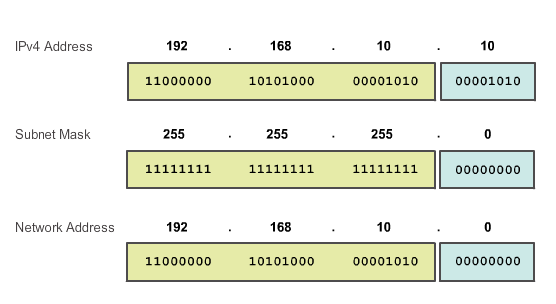 IPv4 Address 192 . 168 . 10 . 10
11000000 10101000 00001010 00001010
Subnet Mask 255 . 255 . 255 . 0
11111111 11111111 11111111 00000000
Network Address 192 . 168 . 10 . 0
11000000 10101000 00001010 00000000